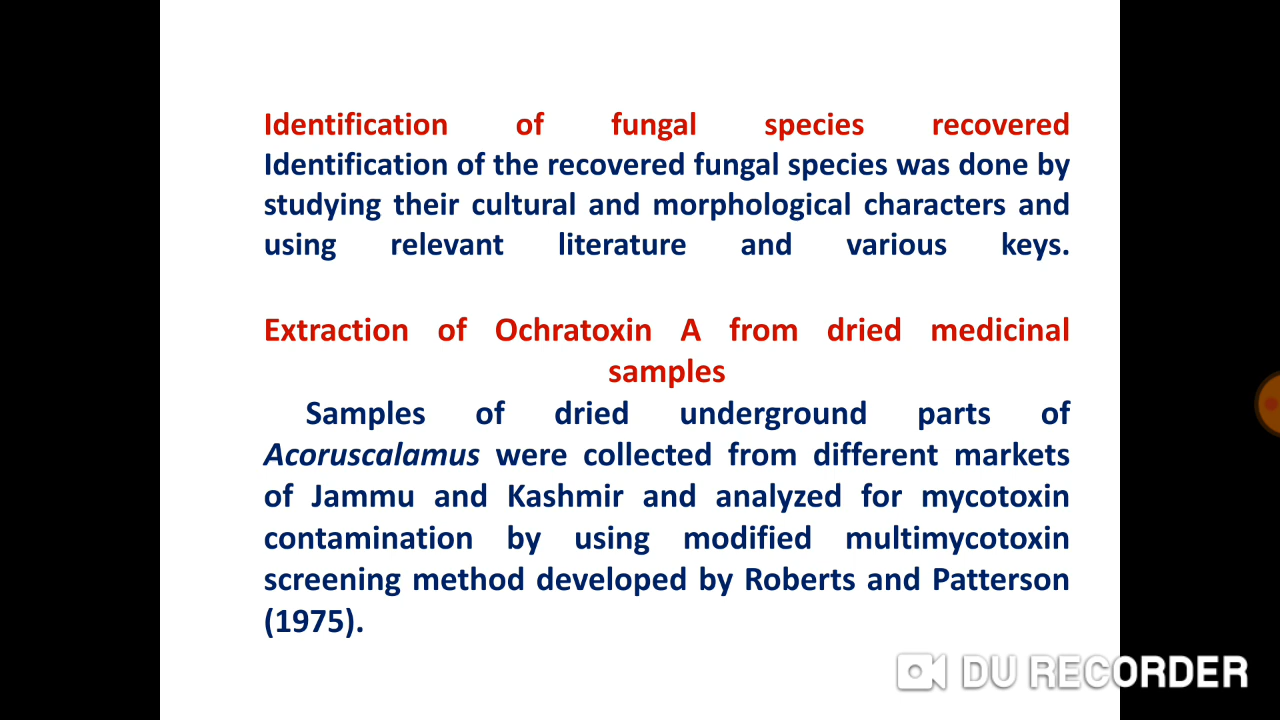 Identification of fungal species recovered
Identification of the recovered fungal species was done by
studying their cultural and morphological characters and
using relevant literature and various keys.
Extraction of Ochratoxin A from dried medicinal
samples
Samples of dried underground parts of
Acoruscalamus were collected from different markets
of Jammu and Kashmir and analyzed for mycotoxin
contamination by using modified multimycotoxin
screening method developed by Roberts and Patterson
(1975).
DU RECORDER